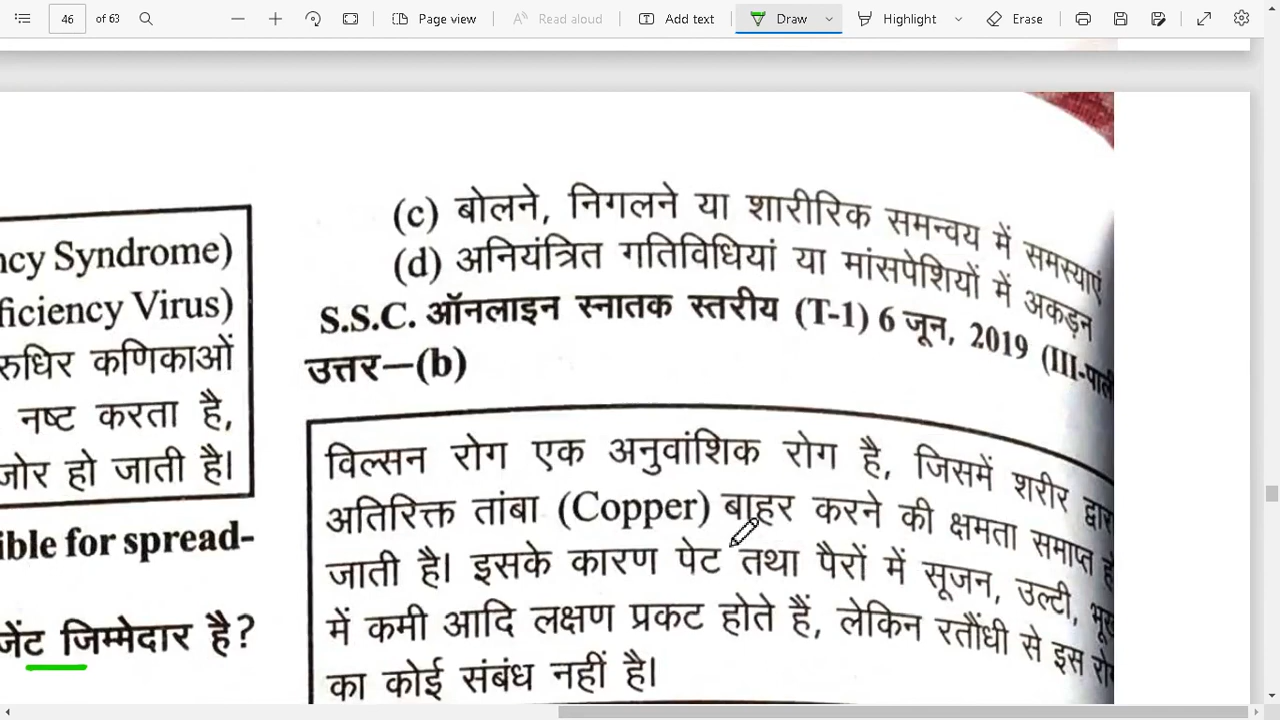 46
of 63
Page view
Read aloud
Add text
Draw
Highlight
Erase
ncy Syndrome)
ficiency Virus)
रुधिर कणिकाओं
नष्ट करता है,
जोर हो जाती है।
ible for spread-
जेंट जिम्मेदार है?
(c) बोलने, निगलने या शारीरिक समन्वय में समस्याएं
(d) अनियंत्रित गतिविधियां या मांसपेशियों में अकड़न
S.S.C. ऑनलाइन स्नातक स्तरीय (T-1) 6 जून, 2019 (III-पाली
उत्तर—(b)
विल्सन रोग एक अनुवांशिक रोग है, जिसमें शरीर द्वारा
अतिरिक्त तांबा (Copper) बाहर करने की क्षमता समाप्त हो
जाती है। इसके कारण पेट तथा पैरों में सूजन, उल्टी, भूख
में कमी आदि लक्षण प्रकट होते हैं, लेकिन रतौंधी से इस रोग
का कोई संबंध नहीं है।